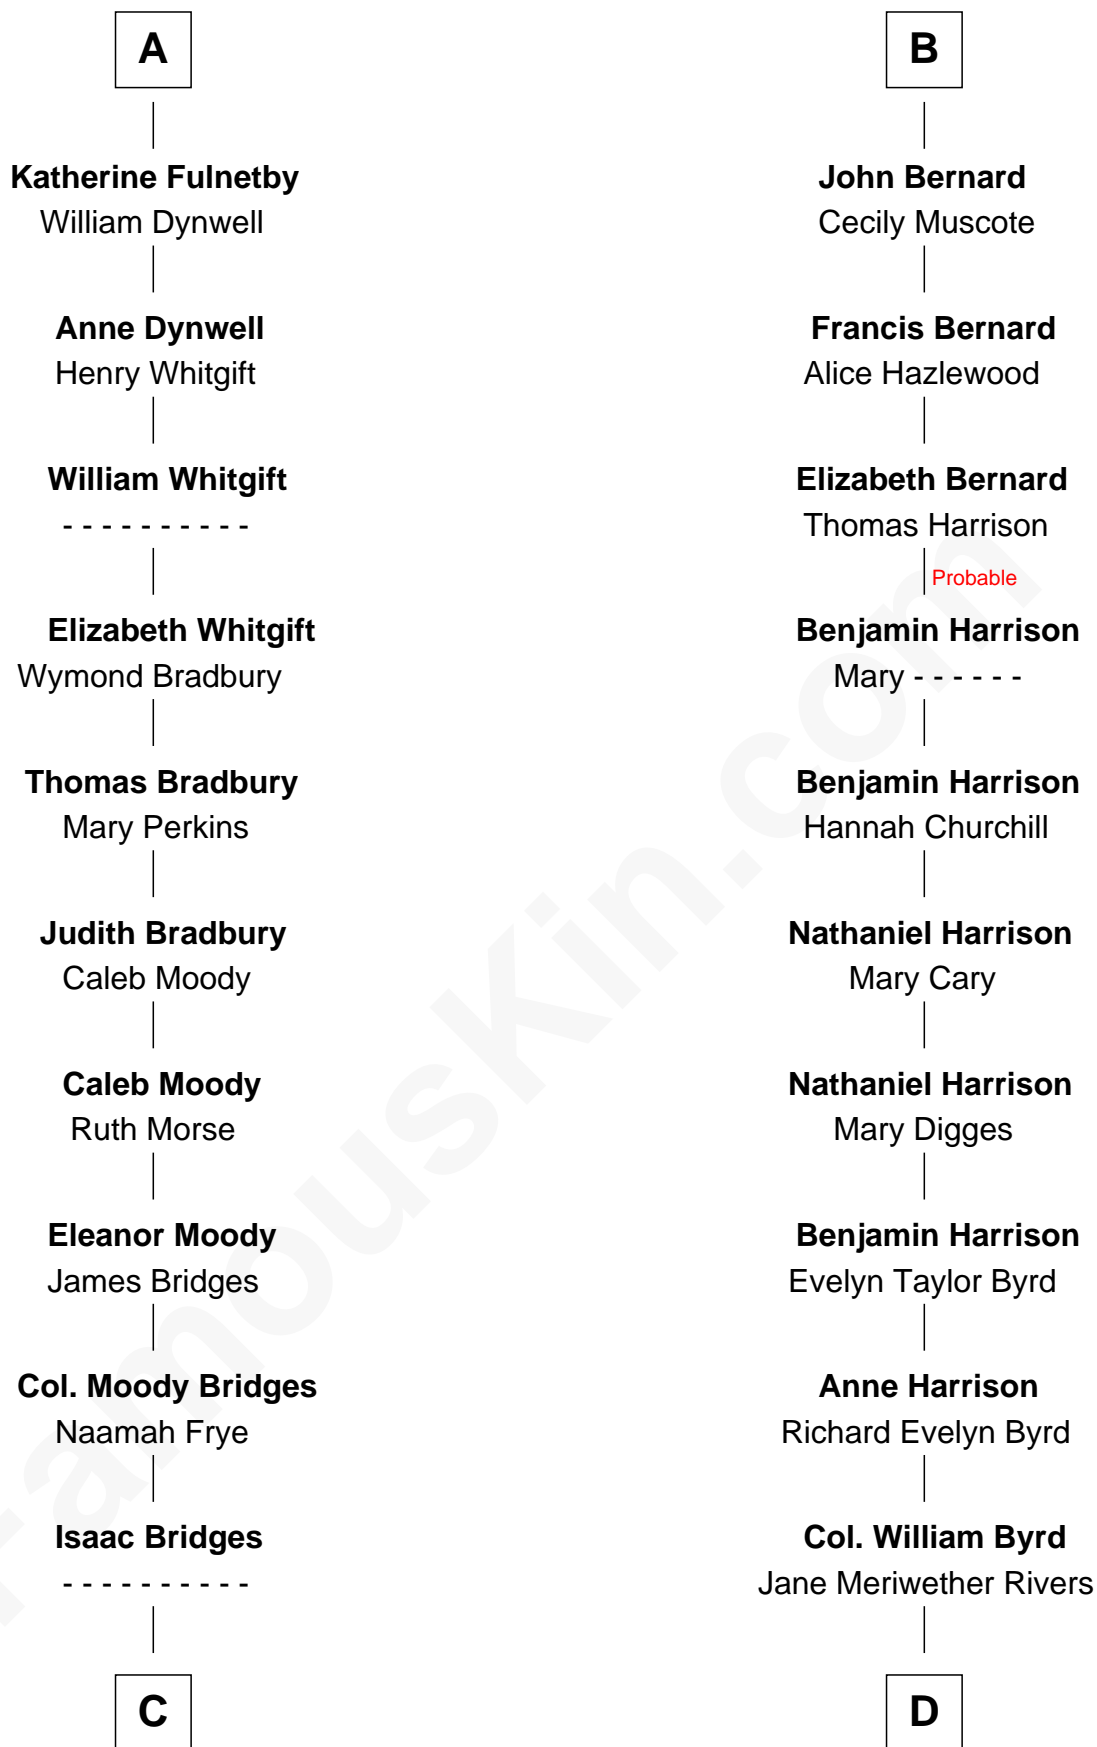 A
Katherine Fulnetby
William Dynwell
Anne Dynwell
Henry Whitgift
William Whitgift
- - - - - - - - - -
Elizabeth Whitgift
Wymond Bradbury
Thomas Bradbury
Mary Perkins
Judith Bradbury
Caleb Moody
Caleb Moody
Ruth Morse
Eleanor Moody
James Bridges
Col. Moody Bridges
Naamah Frye
Isaac Bridges
- - - - - - - - - -
C
B
John Bernard
Cecily Muscote
Francis Bernard
Alice Hazlewood
Elizabeth Bernard
Thomas Harrison
Probable
Benjamin Harrison
Mary - - - - - -
Benjamin Harrison
Hannah Churchill
Nathaniel Harrison
Mary Cary
Nathaniel Harrison
Mary Digges
Benjamin Harrison
Evelyn Taylor Byrd
Anne Harrison
Richard Evelyn Byrd
Col. William Byrd
Jane Meriwether Rivers
D
FamousKin.com